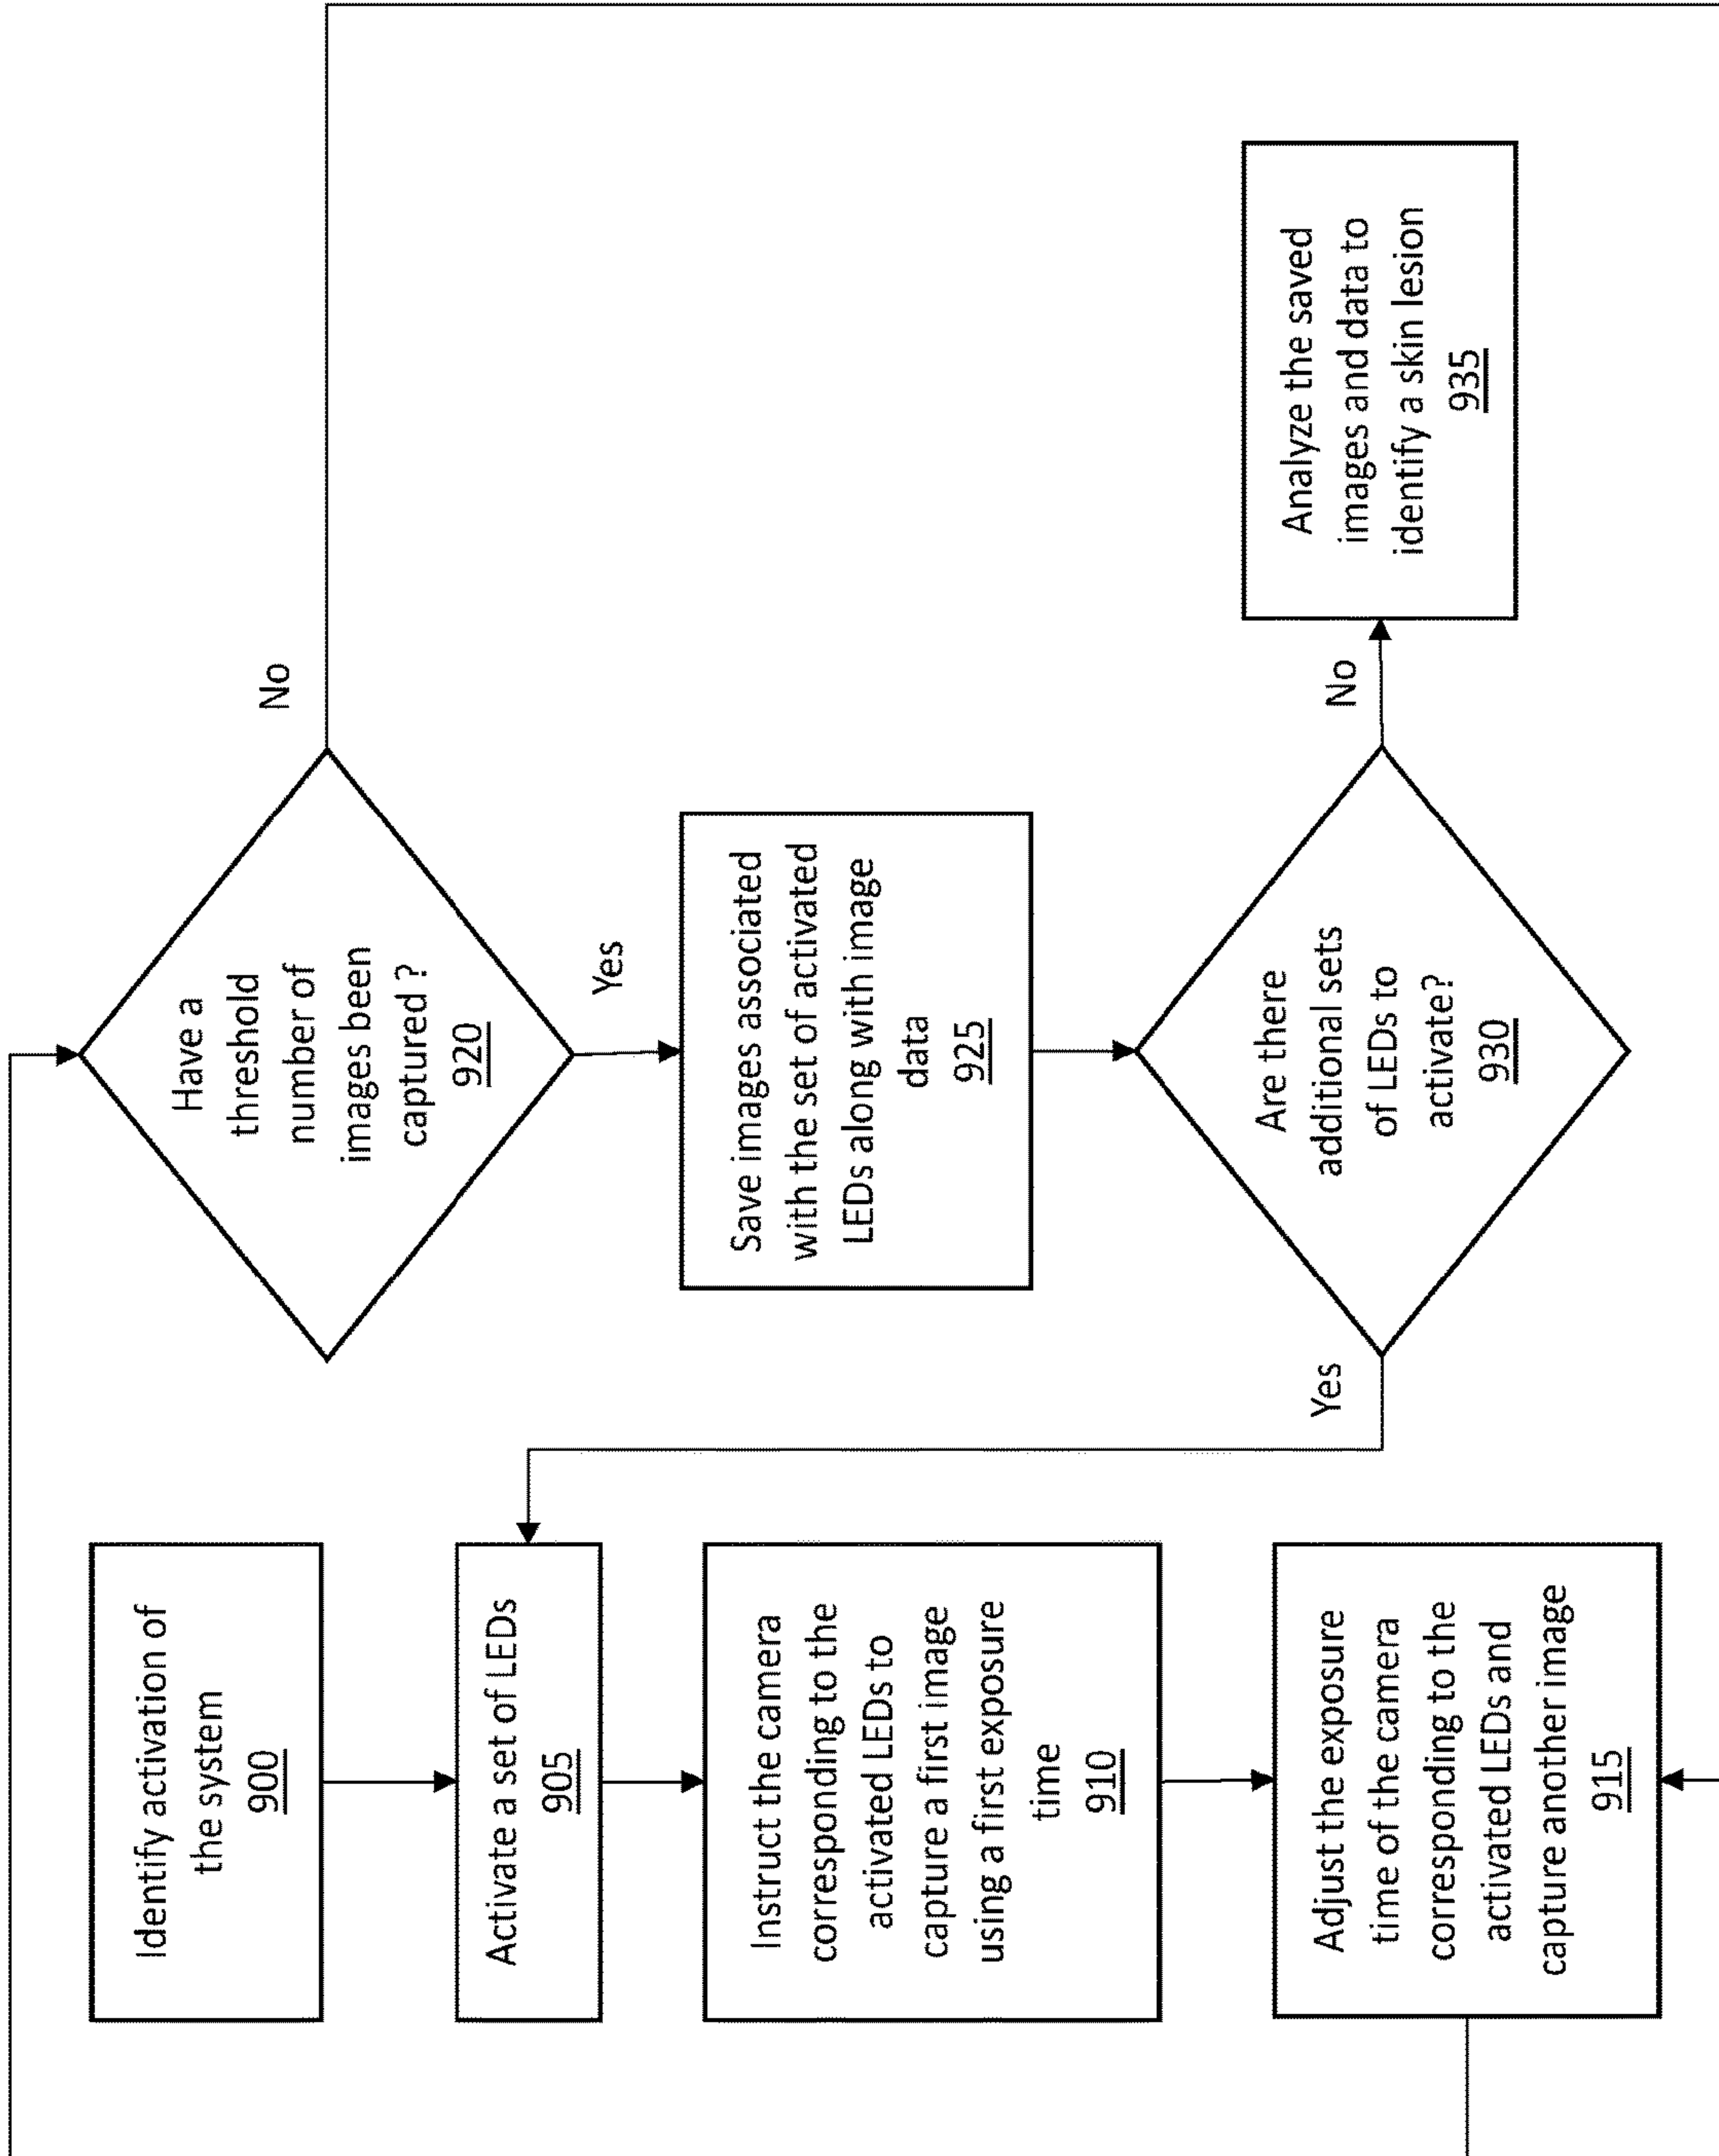 Identify activation of
the system
900
Activate a set of LEDs
905
Instruct the camera
corresponding to the
activated LEDs to
capture a first image
using a first exposure
time
910
Adjust the exposure
time of the camera
corresponding to the
activated LEDs and
capture another image
915
Have a
threshold
number of
images been
captured ?
920
No
Yes
Save images associated
with the set of activated
LEDs along with image
data
925
Are there
additional sets
of LEDs to
activate?
930
Yes
No
Analyze the saved
images and data to
identify a skin lesion
935